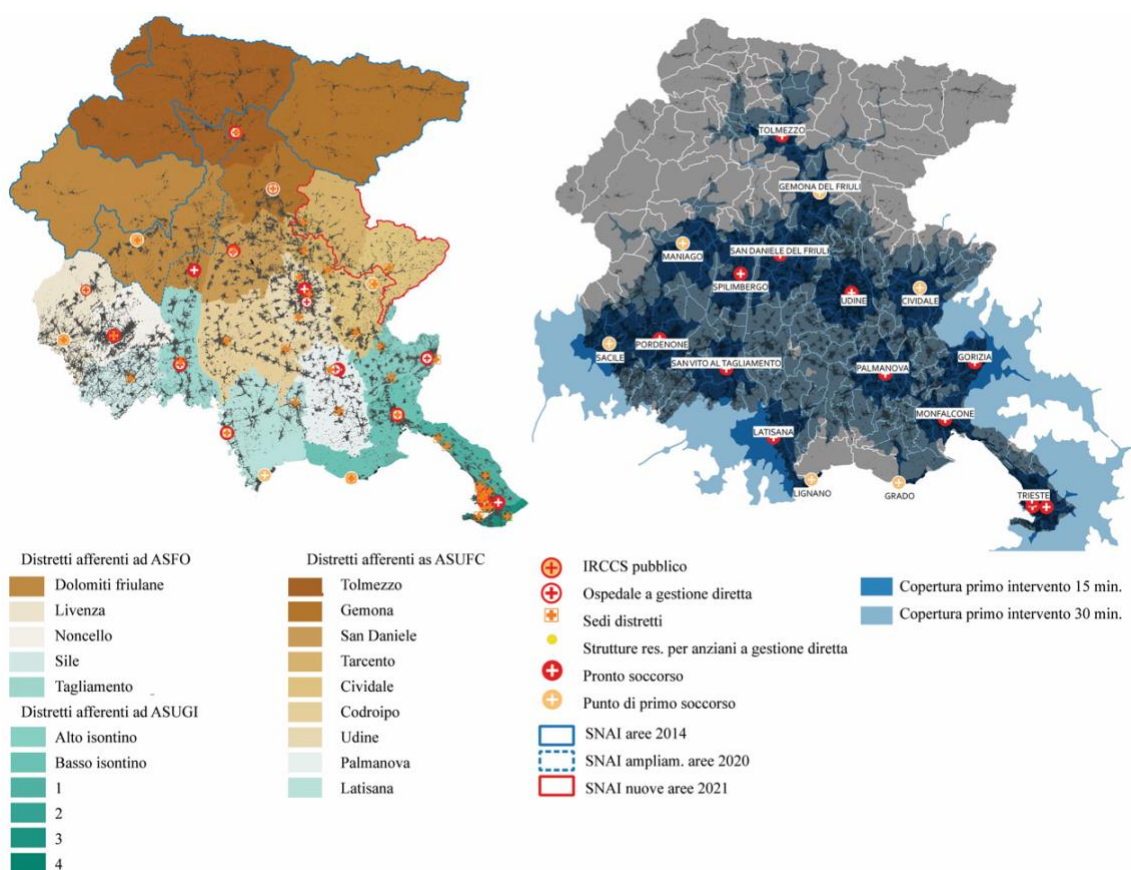 TOLMEZZO
GEMONA DEL FRIULI
MANIAGO
SAN DANIELE DEL FRIULI
SPILIMBERGO
UDINE
CIVIDALE
SACILE
PORDENONE
SAN VITO AL TAGLIAMENTO
PALMANOVA
GORIZIA
MONFALCONE
LATISANA
LIGNANO
GRADO
TRIESTE
Distretti afferenti ad ASFO
Dolomiti friulane
Livenza
Noncello
Sile
Tagliamento
Distretti afferenti ad ASUGI
Alto isontino
Basso isontino
1
2
3
4
Distretti afferenti as ASUFC
Tolmezzo
Gemona
San Daniele
Tarcento
Cividale
Codroipo
Udine
Palmanova
Latisana
IRCCS pubblico
Ospedale a gestione diretta
Sedi distretti
Strutture res. per anziani a gestione diretta
Pronto soccorso
Punto di primo soccorso
SNAI aree 2014
SNAI ampliam. aree 2020
SNAI nuove aree 2021
Copertura primo intervento 15 min.
Copertura primo intervento 30 min.